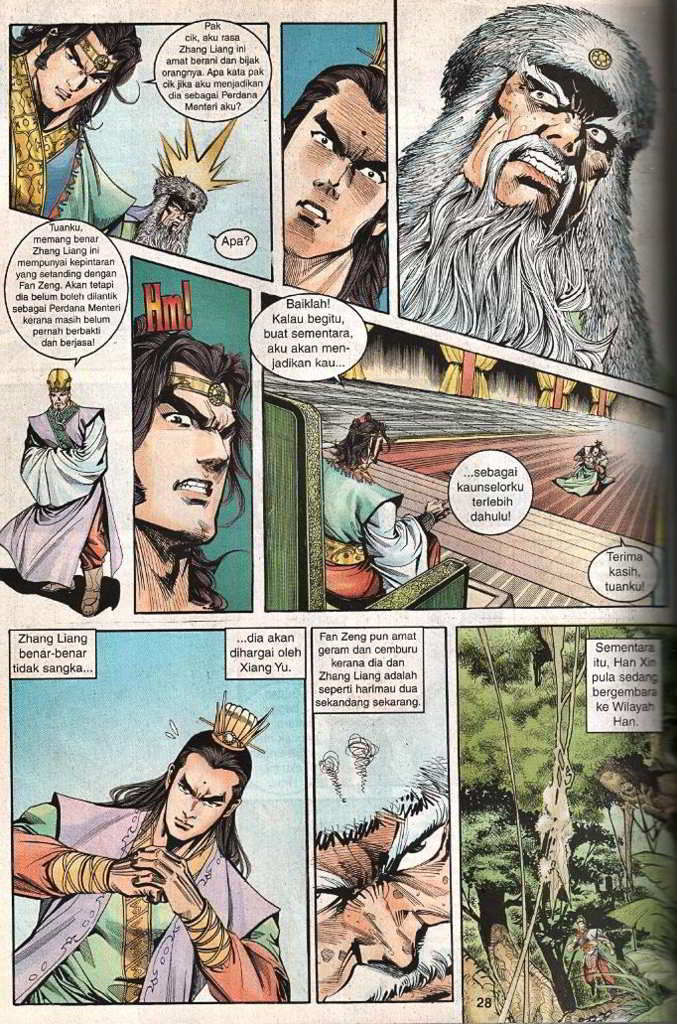 Pak
cik, aku rasa
Zhang Liang ini
amat berani dan bijak
orangnya. Apa kata pak
cik jika aku menjadikan
dia sebagai Perdana
Menteri aku?
Apa?
Tuanku,
memang benar
Zhang Liang ini
mempunyai kepintaran
yang setanding dengan
Fan Zeng. Akan tetapi
dia belum boleh dilantik
sebagai Perdana Menteri
kerana masih belum
pernah berbakti
dan berjasa!
Hm!
Baiklah!
Kalau begitu,
buat sementara,
aku akan men-
jadikan kau...
...sebagai
kaunselorku
terlebih
dahulu!
Terima
kasih,
tuanku!
Zhang Liang
benar-benar
tidak sangka...
...dia akan
dihargai oleh
Xiang Yu.
Fan Zeng pun amat
geram dan cemburu
kerana dia dan
Zhang Liang adalah
seperti harimau dua
sekandang sekarang.
Sementara
itu, Han Xin
pula sedang
bergembara
ke Wilayah
Han.
28